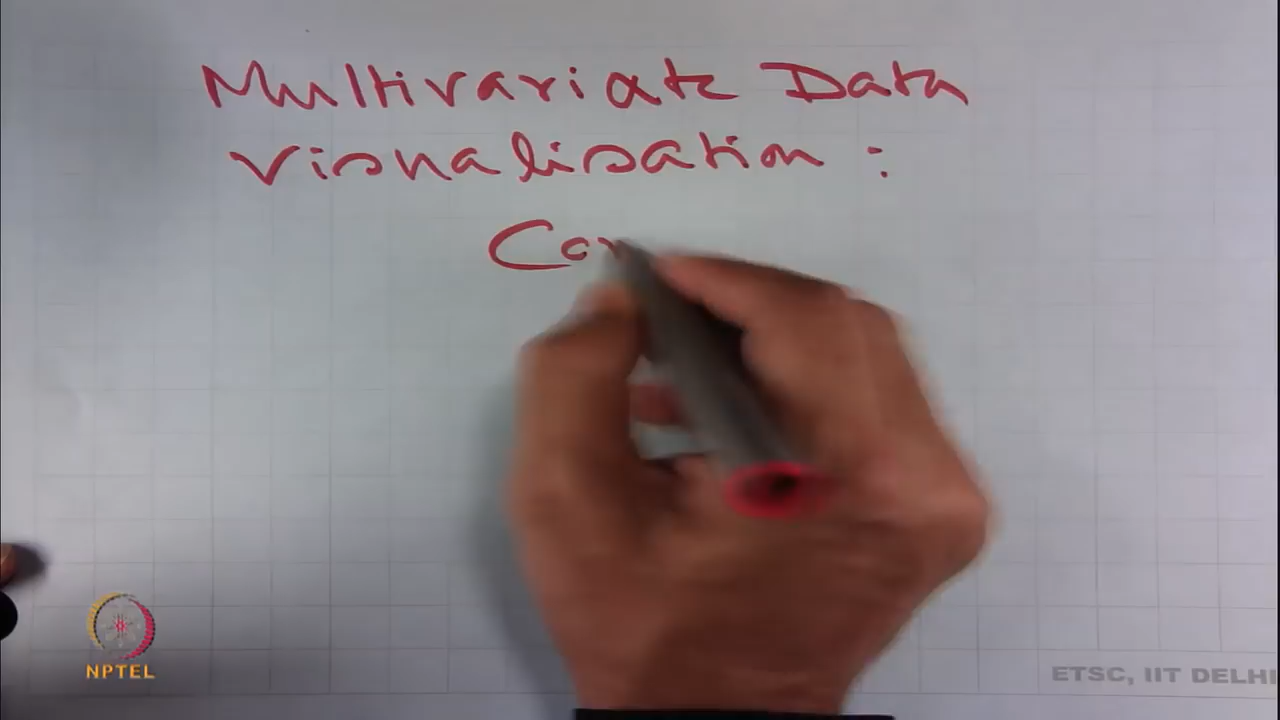 Multivariate Data
Visualisation :
NPTEL
ETSC, IIT DELHI